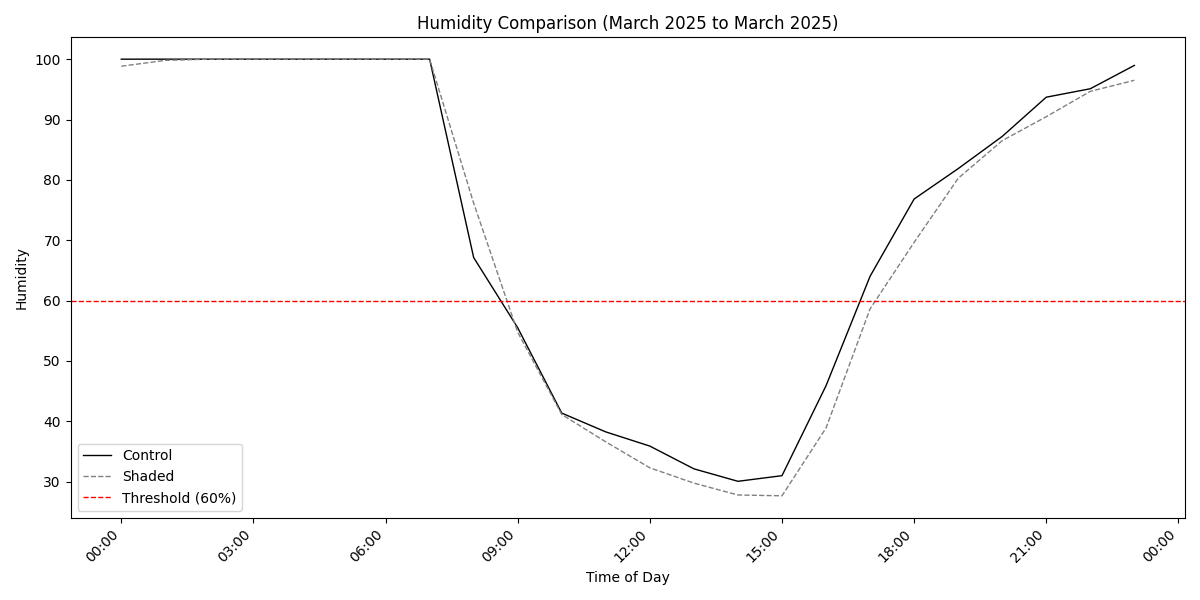 Humidity Comparison (March 2025 to March 2025)
100
90
80
70
60
50
40
30
Humidity
Control
Shaded
Threshold (60%)
00:00
03:00
06:00
09:00
12:00
15:00
18:00
21:00
00:00
Time of Day